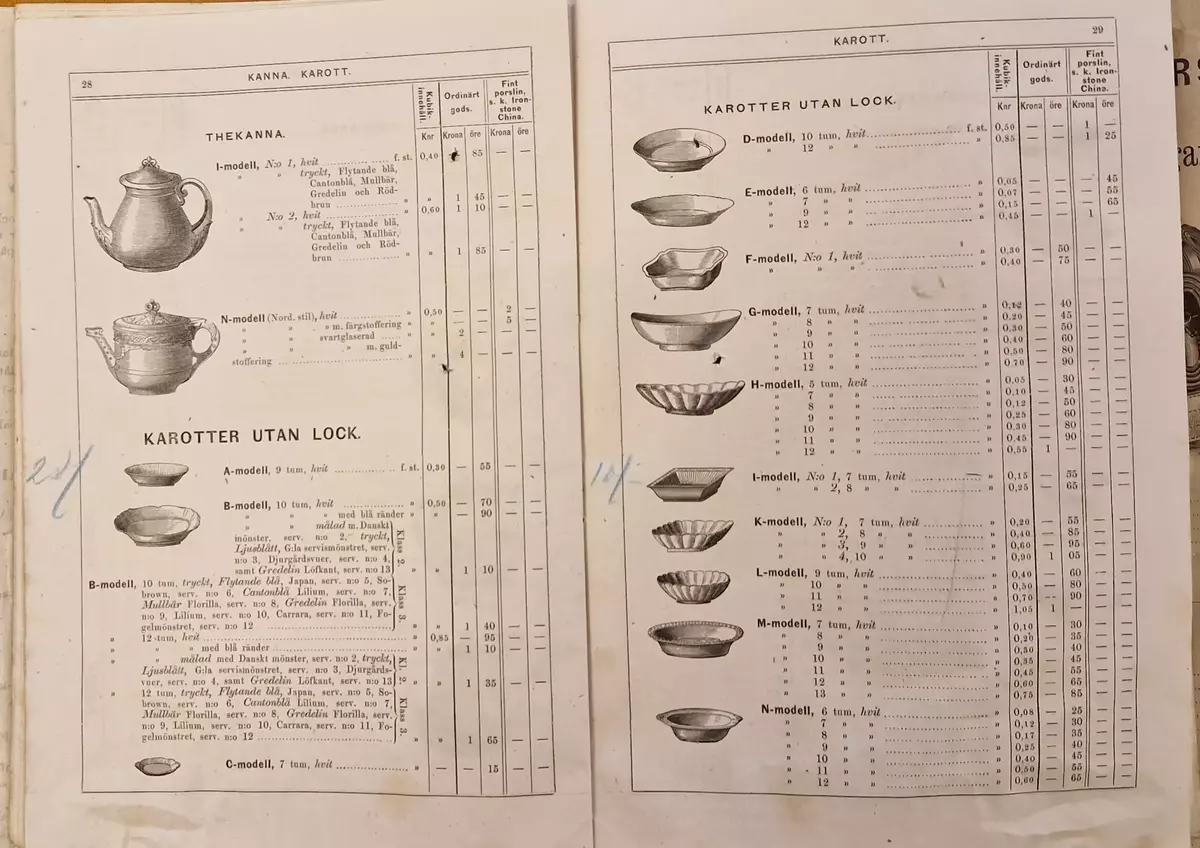 28
KANNA. KAROTT.
Kubik-innehåll.
Ordinärt gods.
Fint porslin, s. k. Iron-stone China.
Knr Krona öre Krona öre
THEKANNA.
I-modell, N:o 1, hvit f. st. 0,40 85 — —
" " tryckt, Flytande blå,
Cantonblå, Mullbär,
Gredelin och Röd-
brun " " 1 45 — —
" N:o 2, hvit " 0,60 1 10 — —
" " tryckt, Flytande blå,
Cantonblå, Mullbär,
Gredelin och Röd-
brun " " 1 85 — —
N-modell (Nord. stil), hvit " 0,50 — — 2 —
" " " m. färgstoffering " " — — 5 —
" " svartglaserad " " 2 — — —
" " " m. guld-
stoffering " " 4 — — —
KAROTTER UTAN LOCK.
A-modell, 9 tum, hvit f. st. 0,30 — 55 — —
B-modell, 10 tum, hvit " 0,50 — 70 — —
" " " med blå ränder " — 90 — —
" " målad m. Danskt
mönster, serv. n:o 2, tryckt,
Ljusblått, G:la servismönstret, serv.
n:o 3, Djurgårdsvuer, serv. n:o 4,
samt Gredelin Löfkant, serv. n:o 13 Klass 2. " " 1 10 — —
B-modell, 10 tum, tryckt, Flytande blå, Japan, serv. n:o 5, So-
brown, serv. n:o 6, Cantonblå Lilium, serv. n:o 7,
Mullbär Florilla, serv. n:o 8, Gredelin Florilla, serv.
n:o 9, Lilium, serv. n:o 10, Carrara, serv. n:o 11, Fo-
gelmönstret, serv. n:o 12 Klass 3. " " 1 40 — —
" 12 tum, hvit " 0,85 — 95 — —
" " " med blå ränder " " 1 10 — —
" " målad med Danskt mönster, serv. n:o 2, tryckt,
Ljusblått, G:la servismönstret, serv. n:o 3, Djurgårds-
vuer, serv. n:o 4, samt Gredelin Löfkant, serv. n:o 13 Kl. 2. " " 1 35 — —
" 12 tum, tryckt, Flytande blå, Japan, serv. n:o 5, So-
brown, serv. n:o 6, Cantonblå Lilium, serv. n:o 7,
Mullbär Florilla, serv. n:o 8, Gredelin Florilla, serv.
n:o 9, Lilium, serv. n:o 10, Carrara, serv. n:o 11, Fo-
gelmönstret, serv. n:o 12 Klass 3. " " 1 65 — —
C-modell, 7 tum, hvit " — — 15 — —
KAROTT.
29
Kubik-innehåll.
Ordinärt gods.
Fint porslin, s. k. Iron-stone China.
Knr Krona öre Krona öre
KAROTTER UTAN LOCK.
D-modell, 10 tum, hvit f. st. 0,50 — — 1 —
" 12 " " " 0,85 — — 1 25
E-modell, 6 tum, hvit " 0,05 — — — 45
" 7 " " " 0,07 — — — 55
" 9 " " " 0,15 — — — 65
" 12 " " " 0,45 — — 1 —
F-modell, N:o 1, hvit " 0,30 — 50 — —
" " " " 0,40 — 75 — —
G-modell, 7 tum, hvit " 0,12 — 40 — —
" 8 " " " 0,20 — 45 — —
" 9 " " " 0,30 — 50 — —
" 10 " " " 0,40 — 60 — —
" 11 " " " 0,50 — 80 — —
" 12 " " " 0,70 — 90 — —
H-modell, 5 tum, hvit " 0,05 — 30 — —
" 7 " " " 0,10 — 45 — —
" 8 " " " 0,12 — 50 — —
" 9 " " " 0,25 — 60 — —
" 10 " " " 0,30 — 80 — —
" 11 " " " 0,45 — 90 — —
" 12 " " " 0,55 1 — — —
I-modell, N:o 1, 7 tum, hvit " 0,15 — 55 — —
" " 2, 8 " " " 0,25 — 65 — —
K-modell, N:o 1, 7 tum, hvit " 0,20 — 55 — —
" " 2, 8 " " " 0,40 — 85 — —
" " 3, 9 " " " 0,60 — 95 — —
" " 4, 10 " " " 0,90 1 05 — —
L-modell, 9 tum, hvit " 0,40 — 60 — —
" 10 " " " 0,50 — 80 — —
" 11 " " " 0,70 — 90 — —
" 12 " " " 1,05 1 — — —
M-modell, 7 tum, hvit " 0,10 — 30 — —
" 8 " " " 0,20 — 35 — —
" 9 " " " 0,30 — 40 — —
" 10 " " " 0,35 — 45 — —
" 11 " " " 0,45 — 55 — —
" 12 " " " 0,60 — 65 — —
" 13 " " " 0,75 — 85 — —
N-modell, 6 tum, hvit " 0,08 — 25 — —
" 7 " " " 0,12 — 30 — —
" 8 " " " 0,17 — 35 — —
" 9 " " " 0,25 — 40 — —
" 10 " " " 0,40 — 45 — —
" 11 " " " 0,50 — 55 — —
" 12 " " " 0,60 — 65 — —